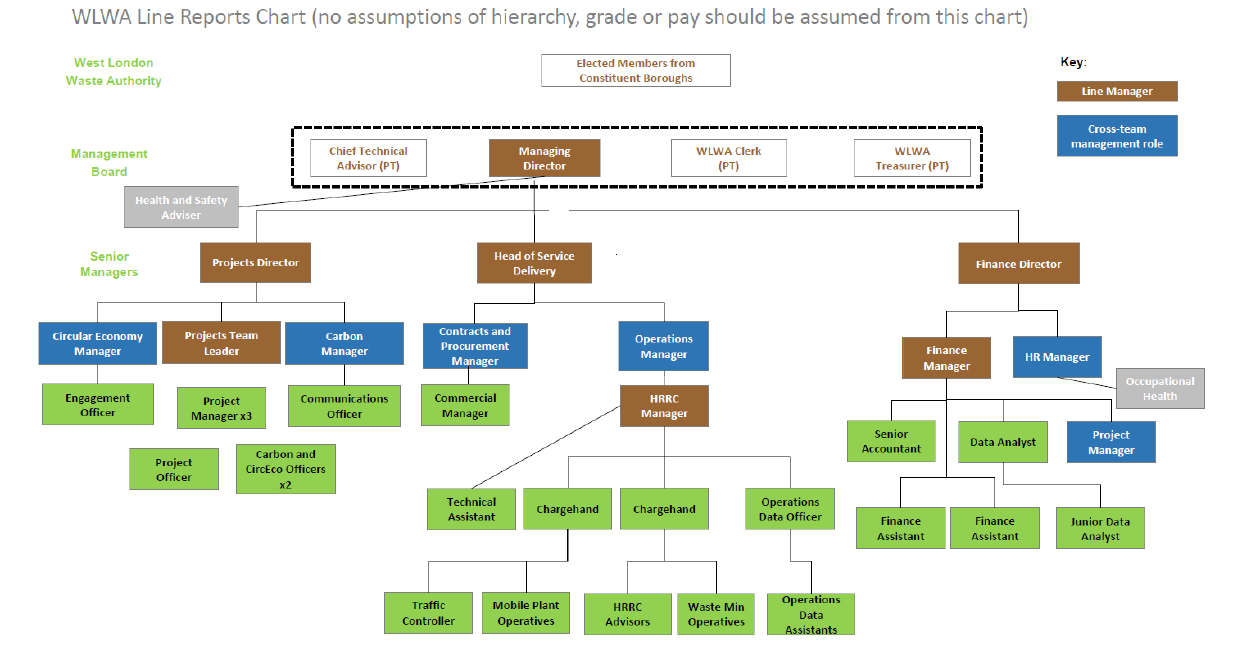 WLWA Line Reports Chart (no assumptions of hierarchy, grade or pay should be assumed from this chart)
West London
Waste Authority
Elected Members from
Constituent Boroughs
Key:
Line Manager
Cross-team
management role
Management
Board
Chief Technical
Advisor (PT)
Managing
Director
WLWA Clerk
(PT)
WLWA
Treasurer (PT)
Health and Safety
Adviser
Senior
Managers
Projects Director
Head of Service
Delivery
Finance Director
Circular Economy
Manager
Projects Team
Leader
Carbon
Manager
Contracts and
Procurement
Manager
Operations
Manager
Finance
Manager
HR Manager
Engagement
Officer
Project
Manager x3
Communications
Officer
Commercial
Manager
HRRC
Manager
Occupational
Health
Project
Officer
Carbon and
CircEco Officers
x2
Senior
Accountant
Data Analyst
Project
Manager
Technical
Assistant
Chargehand
Chargehand
Operations
Data Officer
Finance
Assistant
Finance
Assistant
Junior Data
Analyst
Traffic
Controller
Mobile Plant
Operatives
HRRC
Advisors
Waste Min
Operatives
Operations
Data
Assistants